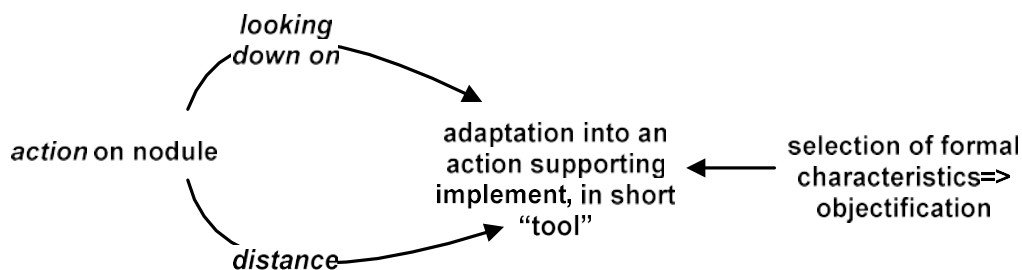 looking
down on
action on nodule
adaptation into an
action supporting
implement, in short
“tool”
selection of formal
characteristics=>
objectification
distance